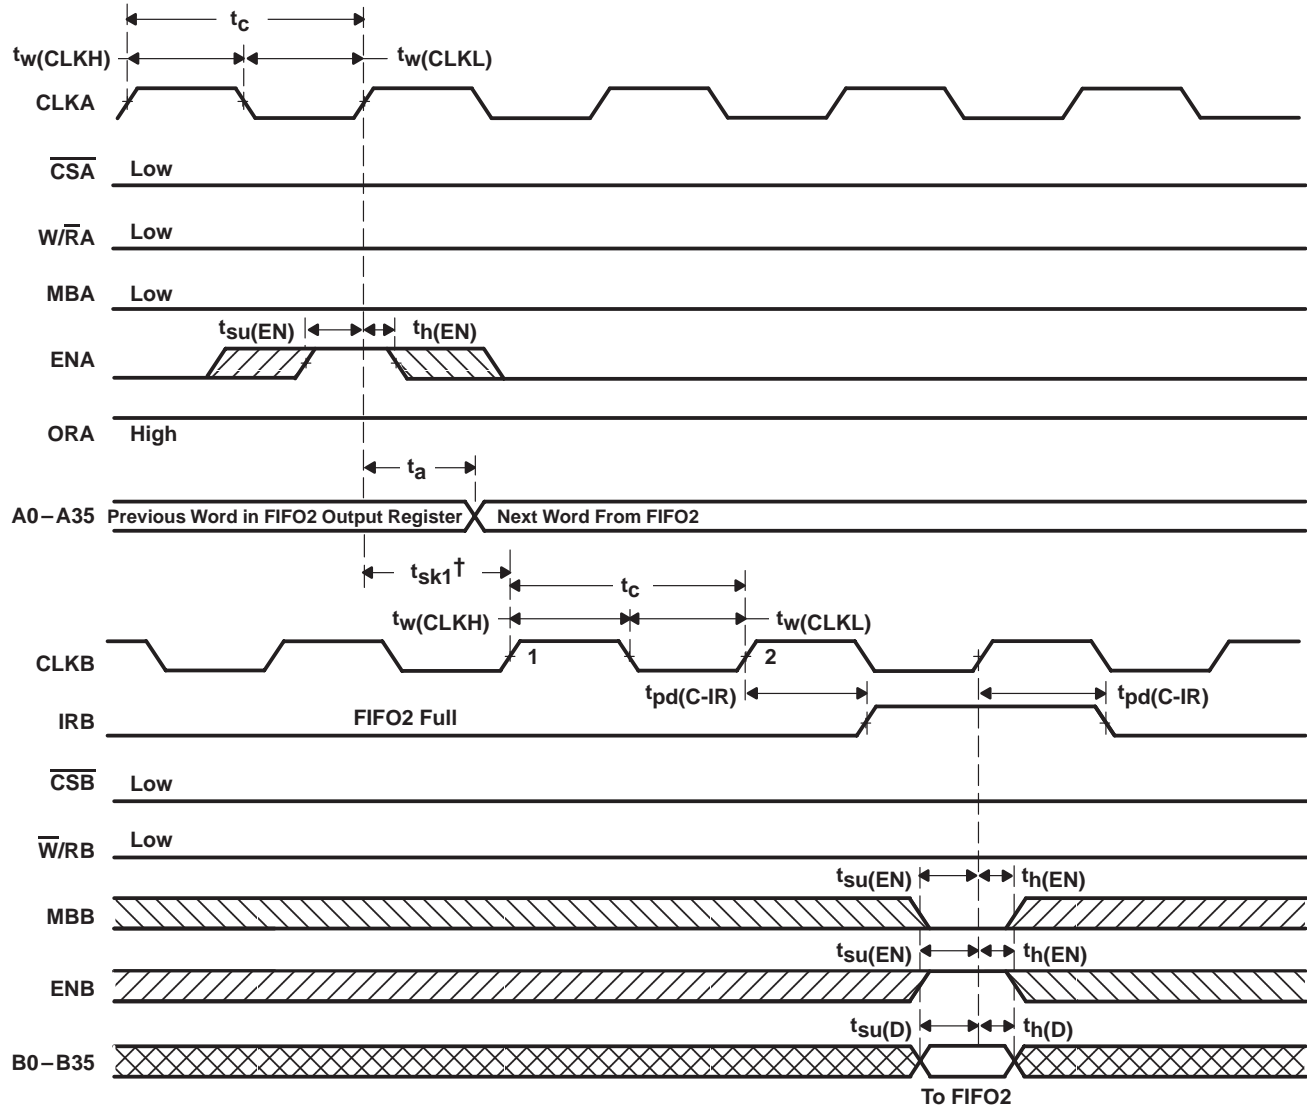 tc
tw(CLKH) tw(CLKL)
CLKA
CSA Low
W/RA Low
MBA Low
tsu(EN) th(EN)
ENA
ORA High
ta
A0–A35 Previous Word in FIFO2 Output Register Next Word From FIFO2
tsk1† tc
tw(CLKH) tw(CLKL)
CLKB 1 2
tpd(C-IR) tpd(C-IR)
IRB FIFO2 Full
CSB Low
W/RB Low
tsu(EN) th(EN)
MBB
tsu(EN) th(EN)
ENB
tsu(D) th(D)
B0–B35
To FIFO2